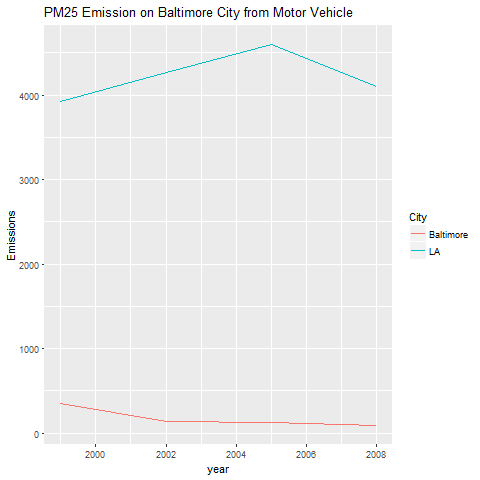 PM25 Emission on Baltimore City from Motor Vehicle
4000
3000
2000
1000
0
Emissions
2000 2002 2004 2006 2008
year
City
Baltimore
LA